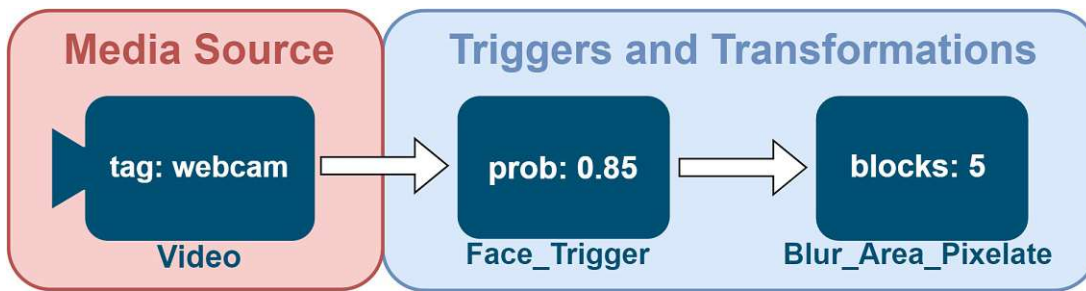 Media Source
Triggers and Transformations
tag: webcam
prob: 0.85
blocks: 5
Video
Face_Trigger
Blur_Area_Pixelate